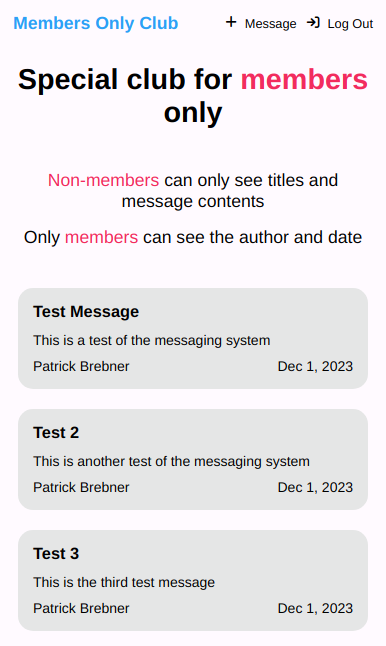 Members Only Club
+ Message
Log Out
Special club for members
only
Non-members can only see titles and
message contents
Only members can see the author and date
Test Message
This is a test of the messaging system
Patrick Brebner Dec 1, 2023
Test 2
This is another test of the messaging system
Patrick Brebner Dec 1, 2023
Test 3
This is the third test message
Patrick Brebner Dec 1, 2023